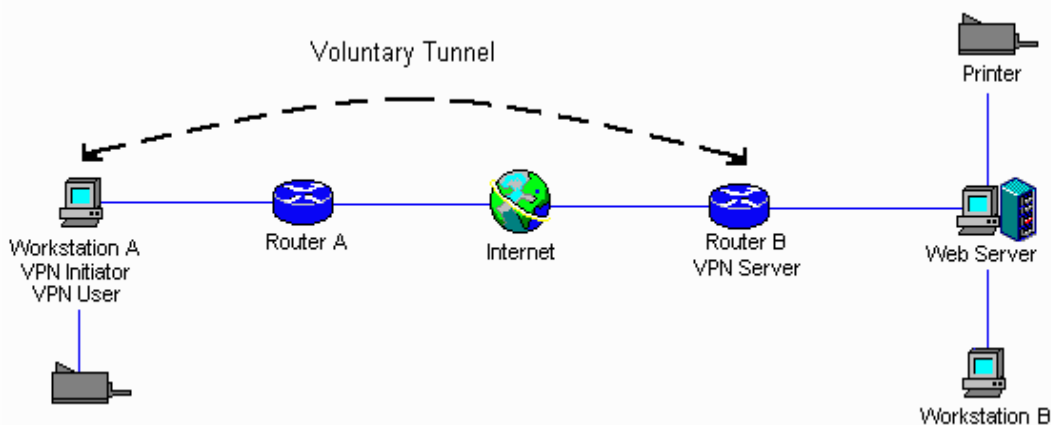 Voluntary Tunnel
Printer
Workstation A
VPN Initiator
VPN User
Router A
Internet
Router B
VPN Server
Web Server
Workstation B